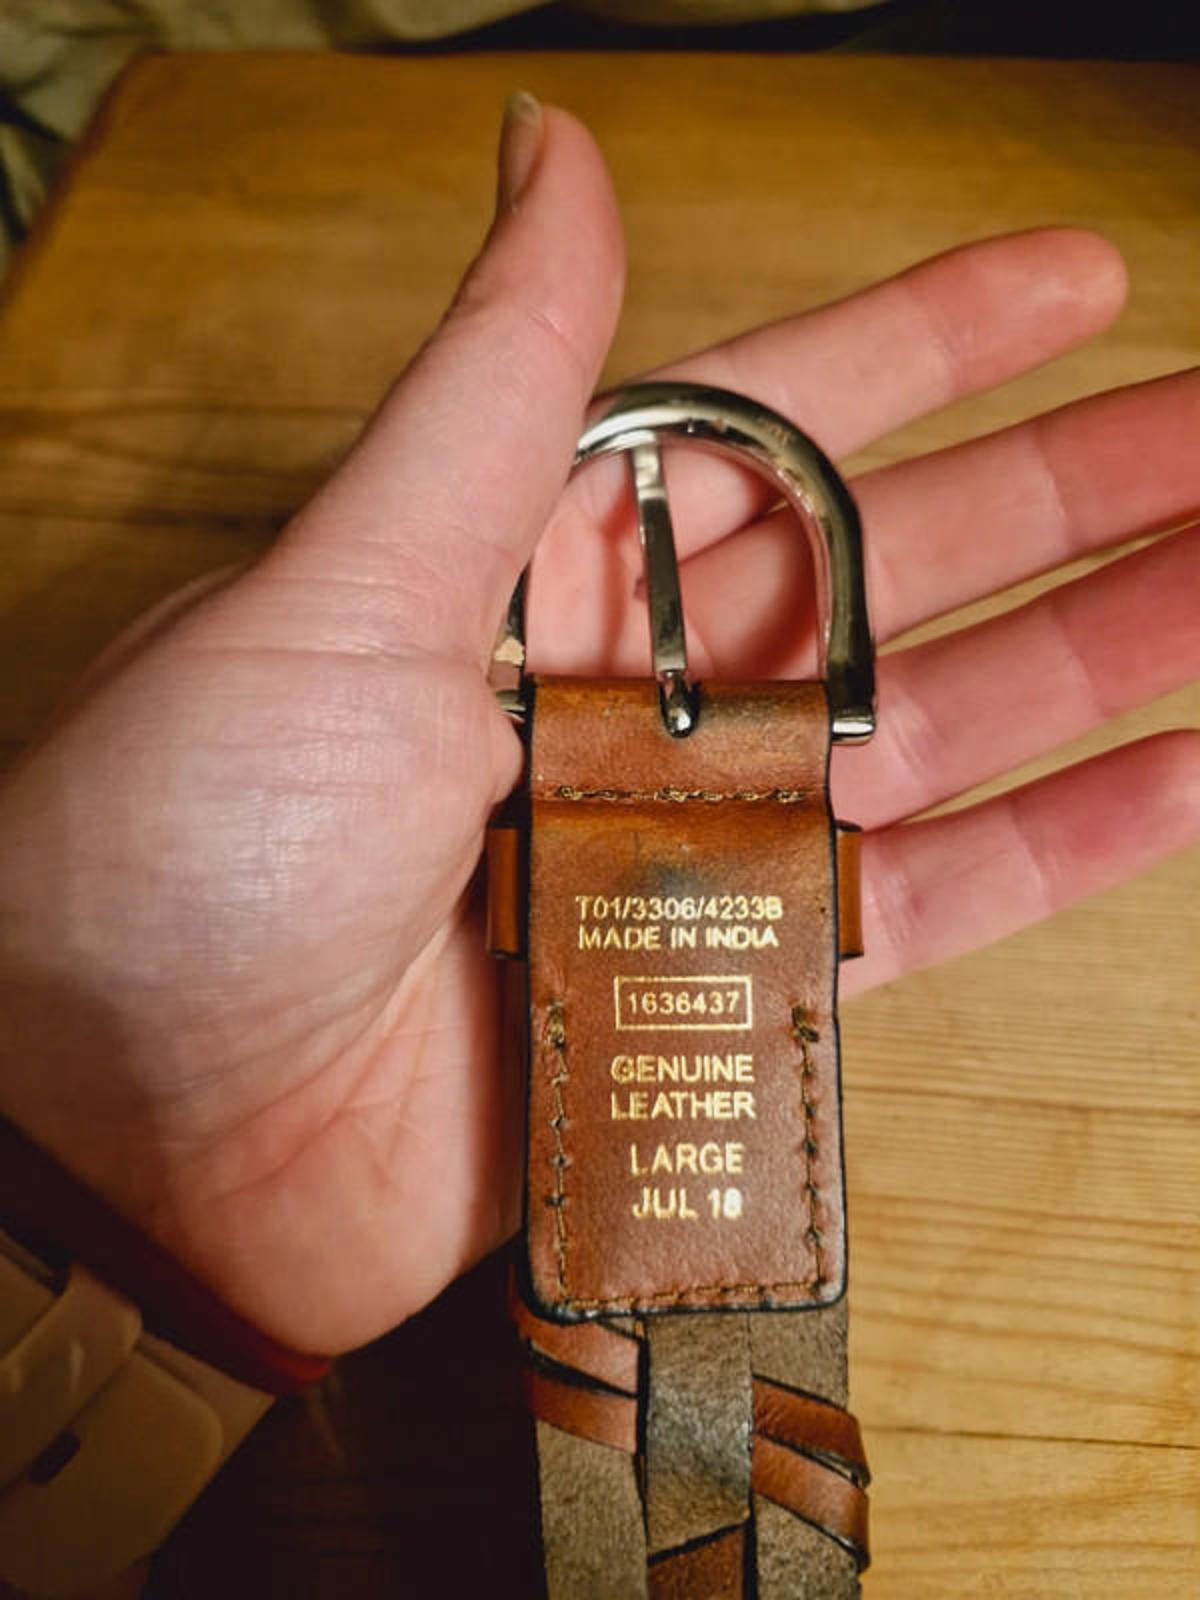 T01/3306/4233B
MADE IN INDIA
1636437
GENUINE
LEATHER
LARGE
JUL 18